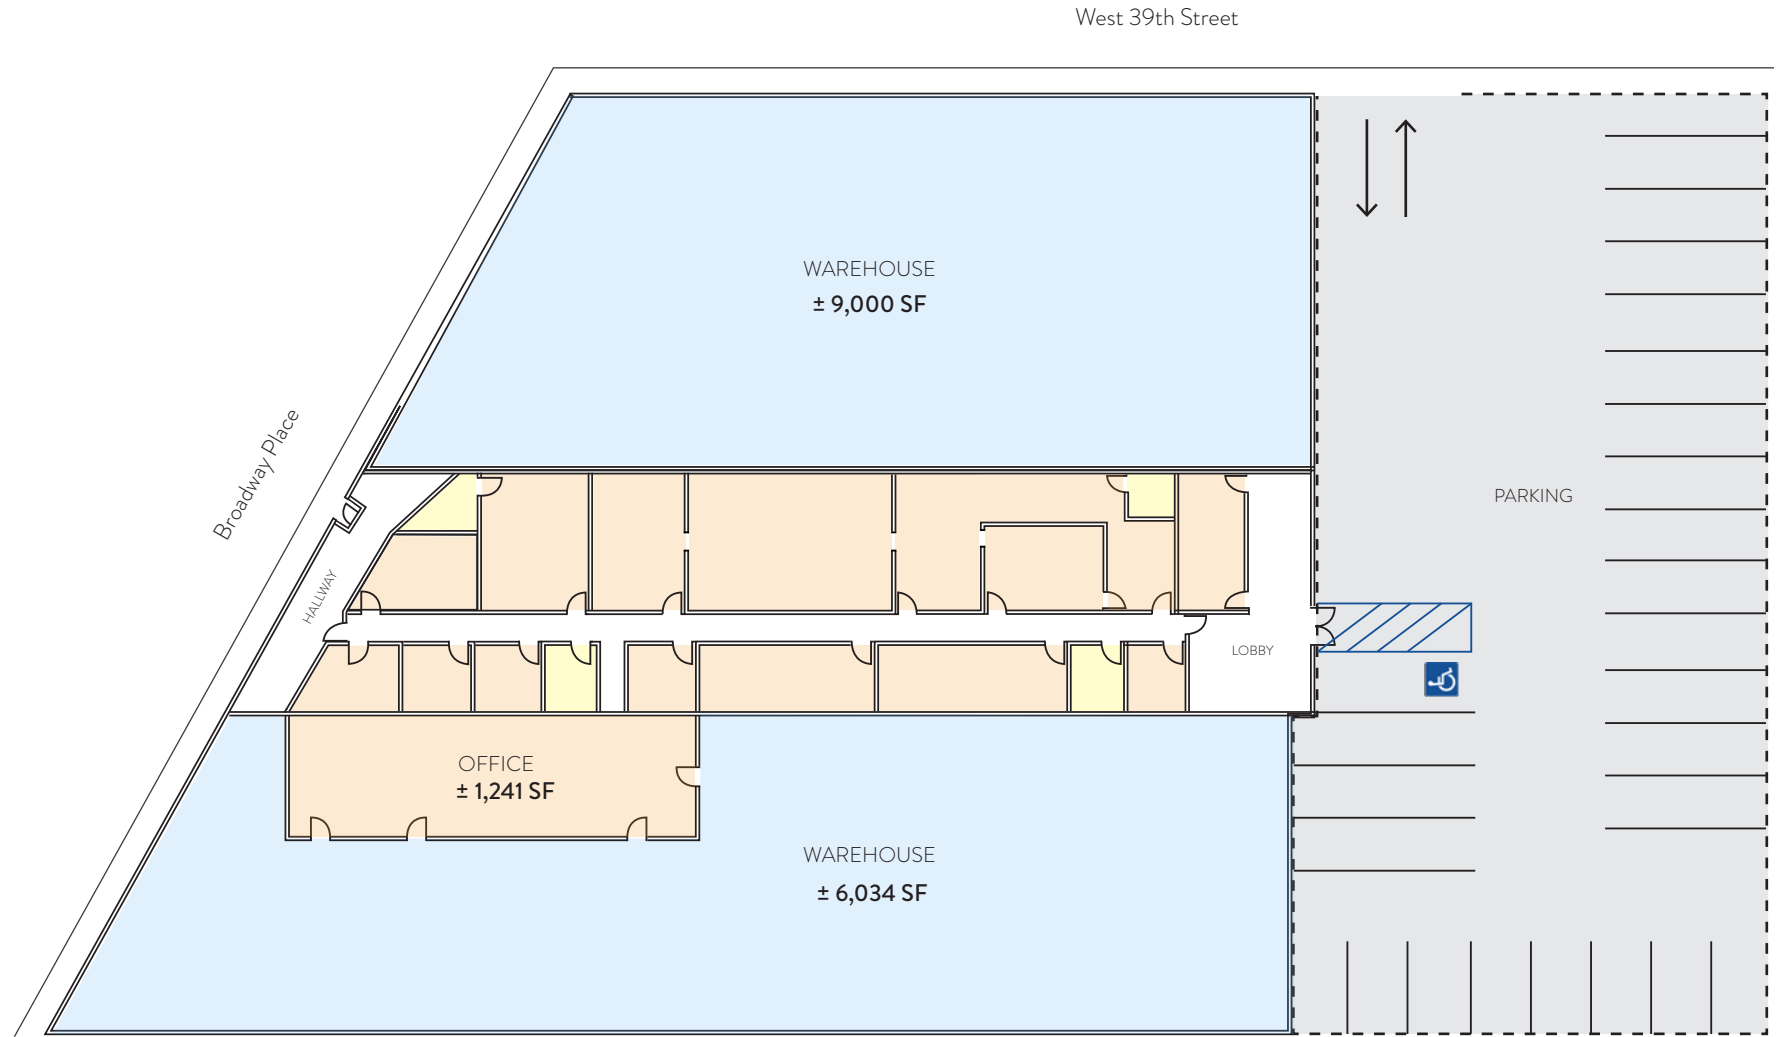 West 39th Street
WAREHOUSE
± 9,000 SF
Broadway Place
PARKING
HALLWAY
LOBBY
OFFICE
± 1,241 SF
WAREHOUSE
± 6,034 SF